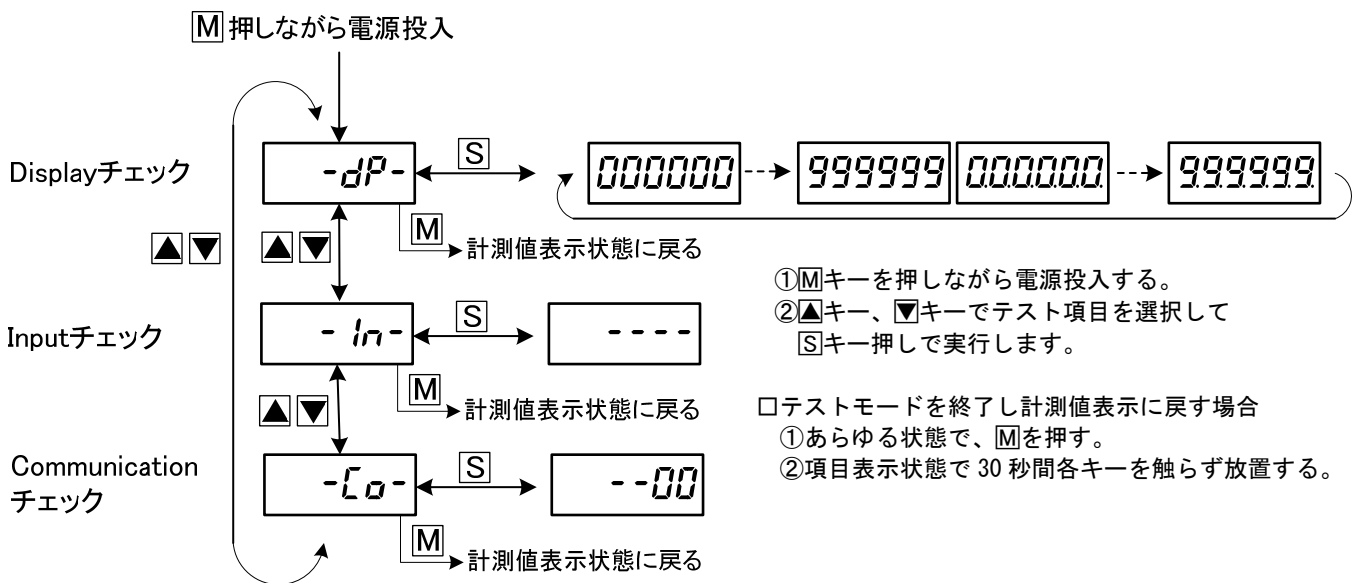 M押しながら電源投入
Displayチェック
-dP-
S
000000
999999
0.0.0.0.0.0.
9.9.9.9.9.9.
M
計測値表示状態に戻る
▲▼
▲▼
①Mキーを押しながら電源投入する。
②▲キー、▼キーでテスト項目を選択して
Sキー押しで実行します。
Inputチェック
-In-
S
----
M
計測値表示状態に戻る
▲▼
□テストモードを終了し計測値表示に戻す場合
①あらゆる状態で、Mを押す。
②項目表示状態で30秒間各キーを触らず放置する。
Communication
チェック
-Co-
S
--00
M
計測値表示状態に戻る